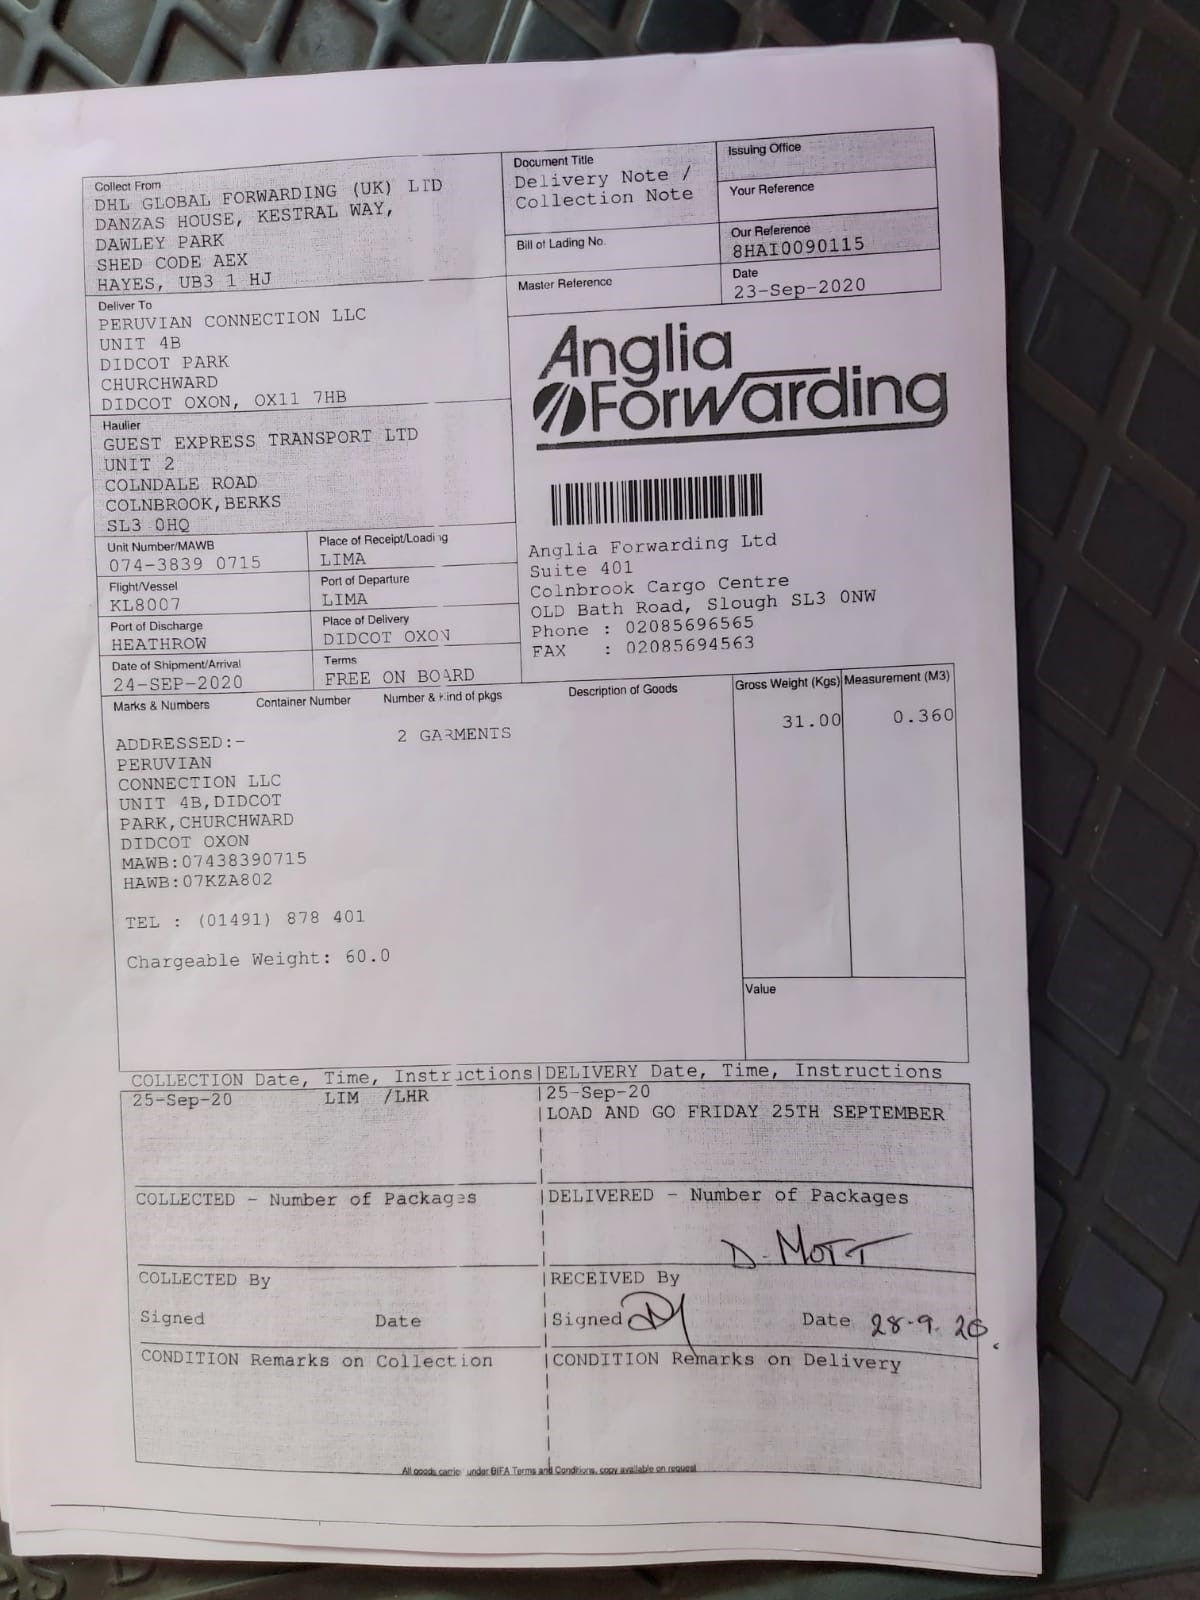 Collect From
DHL GLOBAL FORWARDING (UK) LTD
DANZAS HOUSE, KESTRAL WAY,
DAWLEY PARK
SHED CODE AEX
HAYES, UB3 1 HJ
Document Title
Delivery Note /
Collection Note
Issuing Office
Your Reference
Bill of Lading No.
Our Reference
8HAI0090115
Master Reference
Date
23-Sep-2020
Deliver To
PERUVIAN CONNECTION LLC
UNIT 4B
DIDCOT PARK
CHURCHWARD
DIDCOT OXON, OX11 7HB
Anglia
Forwarding
Haulier
GUEST EXPRESS TRANSPORT LTD
UNIT 2
COLNDALE ROAD
COLNBROOK,BERKS
SL3 0HQ
Anglia Forwarding Ltd
Suite 401
Colnbrook Cargo Centre
OLD Bath Road, Slough SL3 0NW
Phone : 02085696565
FAX : 02085694563
Unit Number/MAWB
074-3839 0715
Place of Receipt/Loading
LIMA
Flight/Vessel
KL8007
Port of Departure
LIMA
Port of Discharge
HEATHROW
Place of Delivery
DIDCOT OXON
Date of Shipment/Arrival
24-SEP-2020
Terms
FREE ON BOARD
Marks & Numbers Container Number Number & Kind of pkgs Description of Goods Gross Weight (Kgs) Measurement (M3)
ADDRESSED:- 2 GARMENTS 31.00 0.360
PERUVIAN
CONNECTION LLC
UNIT 4B,DIDCOT
PARK,CHURCHWARD
DIDCOT OXON
MAWB:07438390715
HAWB:07KZA802
TEL : (01491) 878 401
Chargeable Weight: 60.0
Value
COLLECTION Date, Time, Instructions|DELIVERY Date, Time, Instructions
25-Sep-20 LIM /LHR |25-Sep-20
|LOAD AND GO FRIDAY 25TH SEPTEMBER
COLLECTED - Number of Packages |DELIVERED - Number of Packages
D. MOTT
COLLECTED By |RECEIVED By
Signed Date |Signed DM Date 28.9.20.
CONDITION Remarks on Collection |CONDITION Remarks on Delivery
All goods carried under BIFA Terms and Conditions, copy available on request